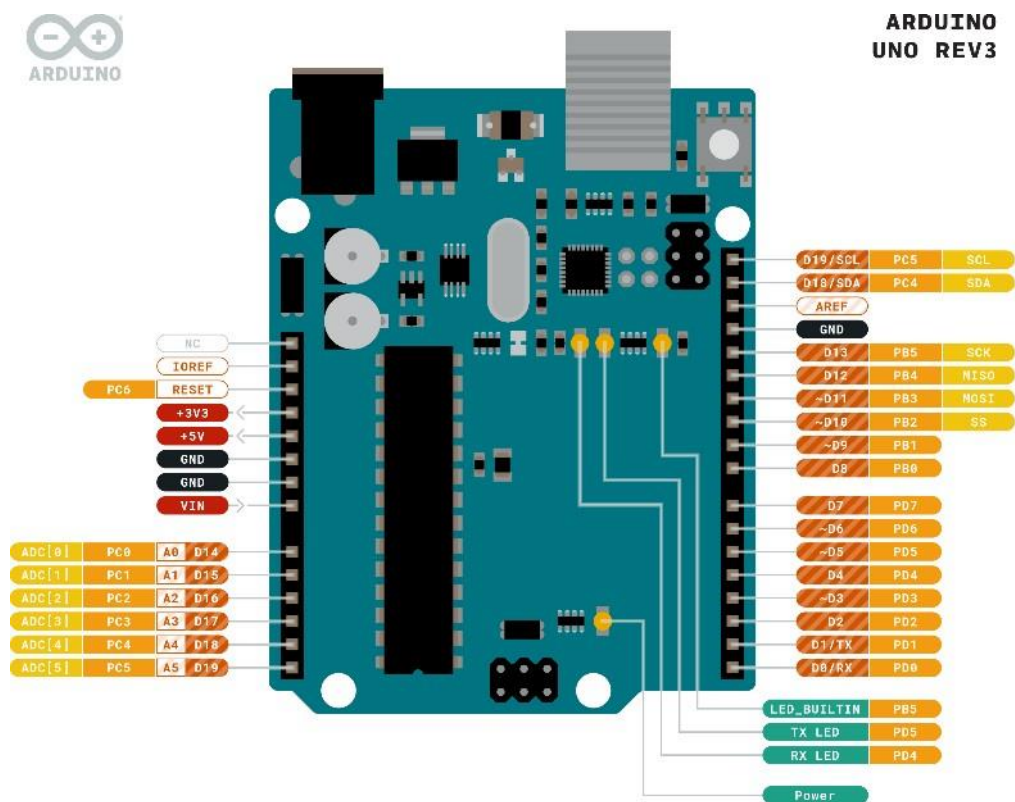 ARDUINO
ARDUINO
UNO REV3
NC
IOREF
PC6 RESET
+3V3
+5V
GND
GND
VIN
ADC[0] PC0 A0 D14
ADC[1] PC1 A1 D15
ADC[2] PC2 A2 D16
ADC[3] PC3 A3 D17
ADC[4] PC4 A4 D18
ADC[5] PC5 A5 D19
D19/SCL PC5 SCL
D18/SDA PC4 SDA
AREF
GND
D13 PB5 SCK
D12 PB4 MISO
~D11 PB3 MOSI
~D10 PB2 SS
~D9 PB1
D8 PB0
D7 PD7
~D6 PD6
~D5 PD5
D4 PD4
~D3 PD3
D2 PD2
D1/TX PD1
D0/RX PD0
LED_BUILTIN PB5
TX LED PD5
RX LED PD4
Power